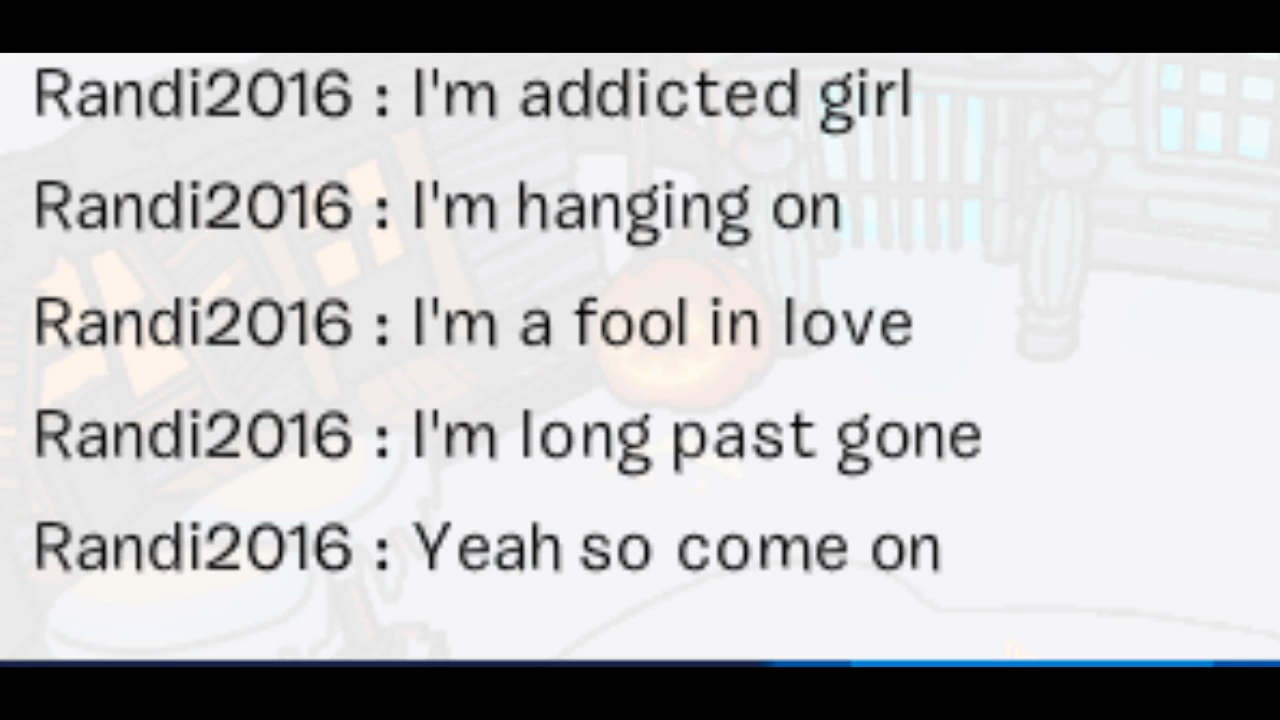 Randi2016 : I'm addicted girl
Randi2016 : I'm hanging on
Randi2016 : I'm a fool in love
Randi2016 : I'm long past gone
Randi2016 : Yeah so come on